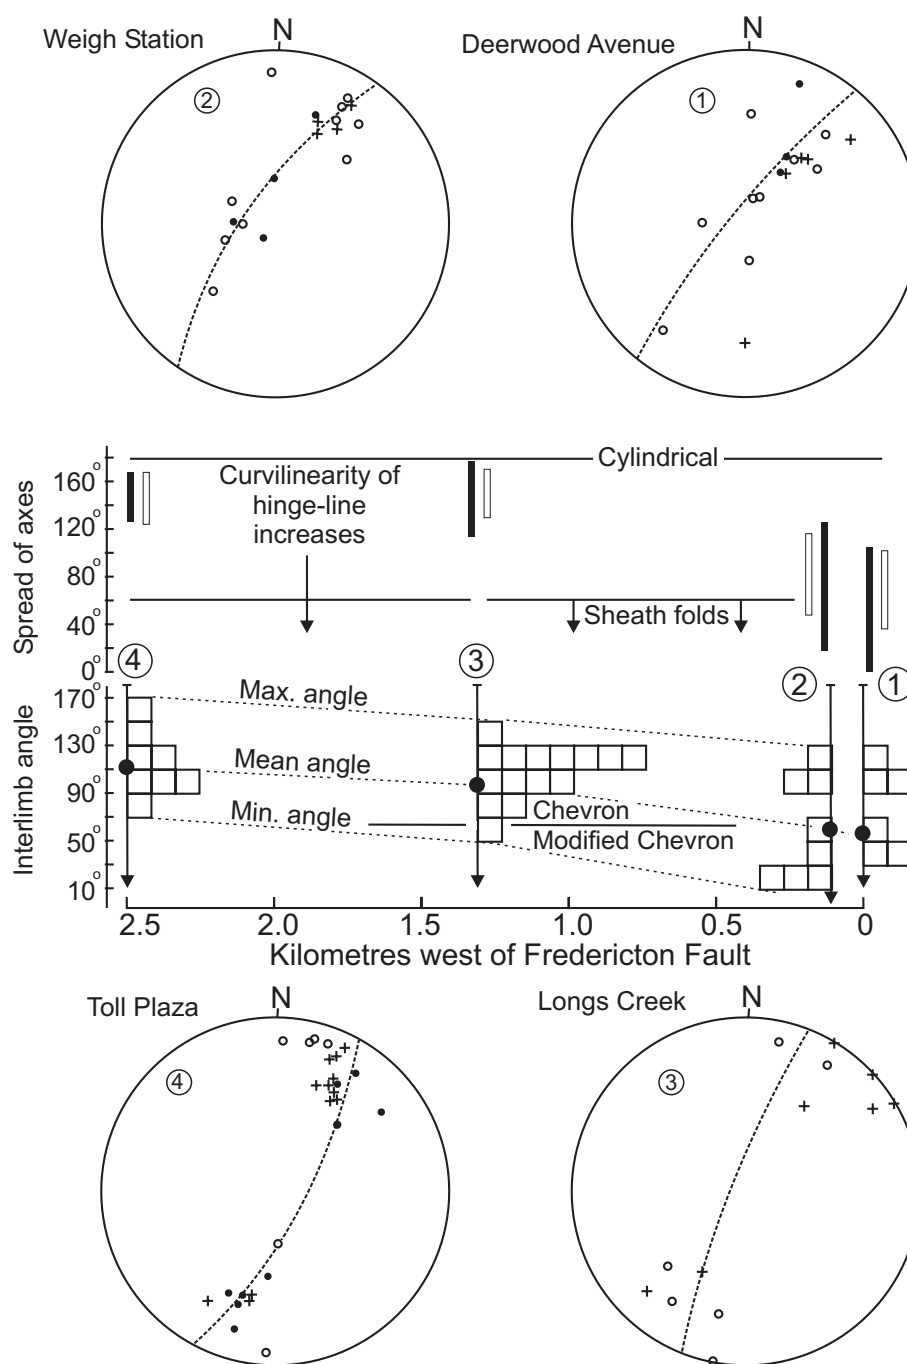 Weigh Station
N
②
Deerwood Avenue
N
①
Spread of axes
160°
120°
80°
40°
0°
Curvilinearity of
hinge-line
increases
Cylindrical
Sheath folds
④
③
②
①
Interlimb angle
170°
130°
90°
50°
10°
Max. angle
Mean angle
Min. angle
Chevron
Modified Chevron
2.5
2.0
1.5
1.0
0.5
0
Kilometres west of Fredericton Fault
Toll Plaza
N
④
Longs Creek
N
③